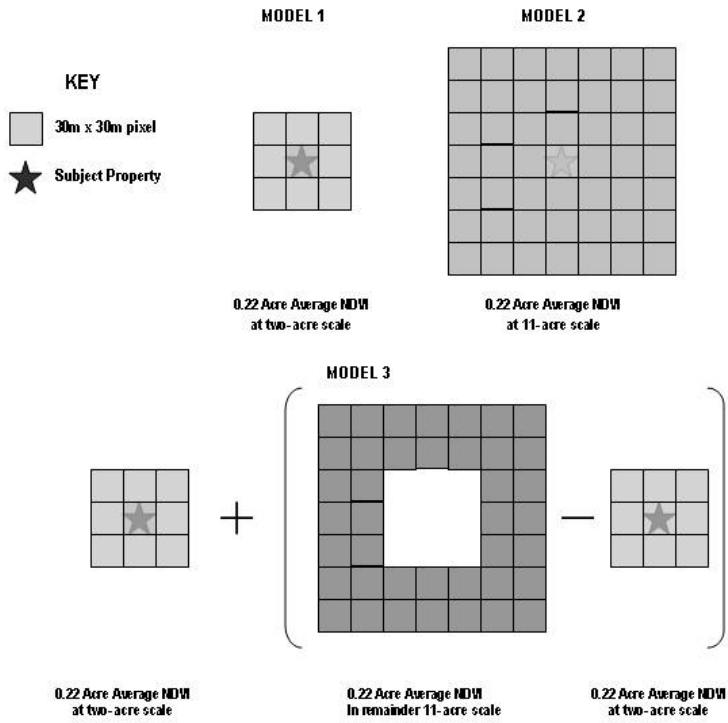 MODEL 1
MODEL 2
KEY
30m x 30m pixel
Subject Property
0.22 Acre Average NDVI
at two-acre scale
0.22 Acre Average NDVI
at 11-acre scale
MODEL 3
0.22 Acre Average NDVI
at two-acre scale
0.22 Acre Average NDVI
In remainder 11-acre scale
0.22 Acre Average NDVI
at two-acre scale